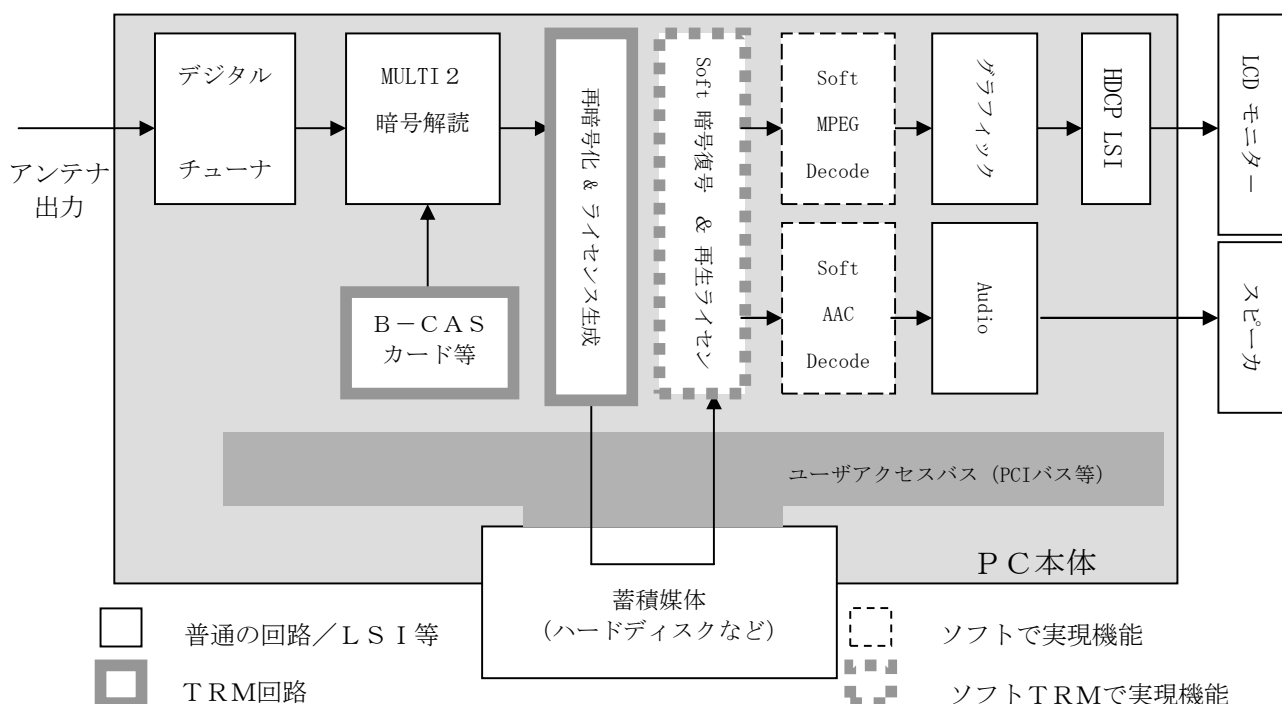 アンテナ
出力
デジタル
チューナ
MULTI２
暗号解読
Ｂ－ＣＡＳ
カード等
再暗号化 & ライセンス生成
Soft 暗号復号 & 再生ライセン
Soft
MPEG
Decode
グラフィック
HDCP LSI
LCD モニター
Soft
AAC
Decode
Audio
スピーカ
ユーザアクセスバス (PCIバス等)
ＰＣ本体
蓄積媒体
（ハードディスクなど）
普通の回路／ＬＳＩ等
ＴＲＭ回路
ソフトで実現機能
ソフトＴＲＭで実現機能